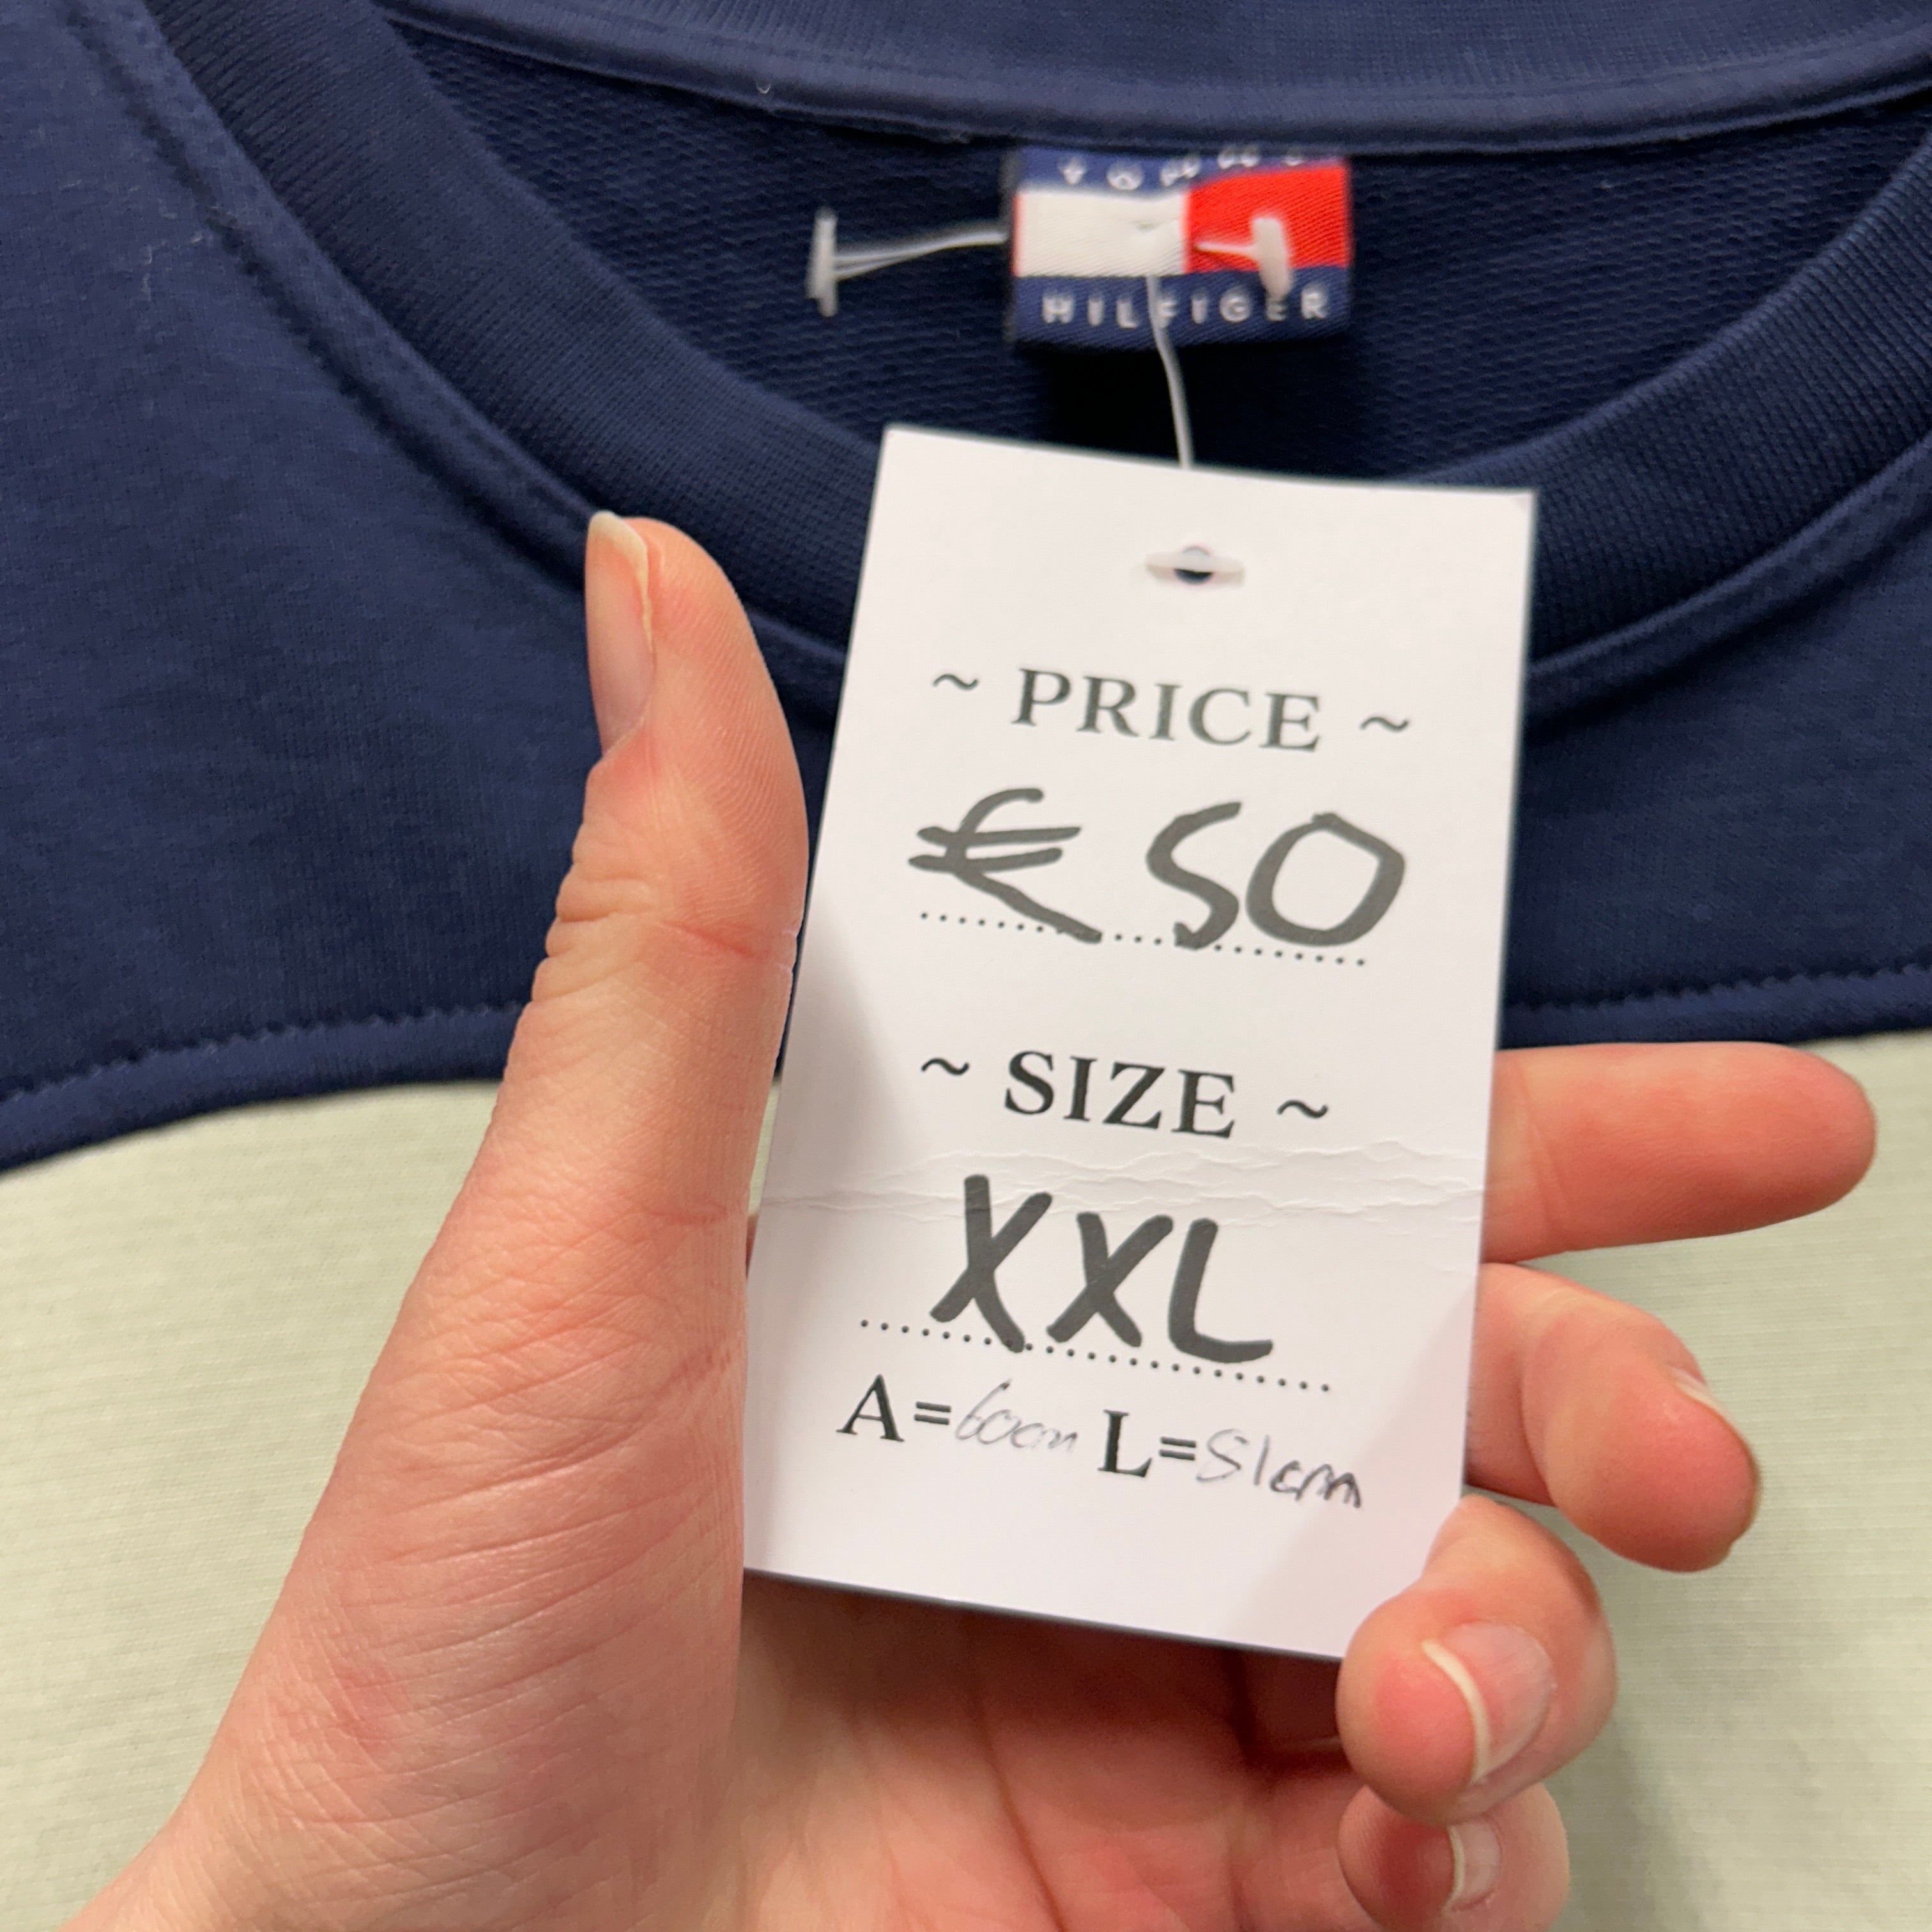 TOMMY
HILFIGER
~ PRICE ~
€ 50
~ SIZE ~
XXL
A=60cm L=51cm